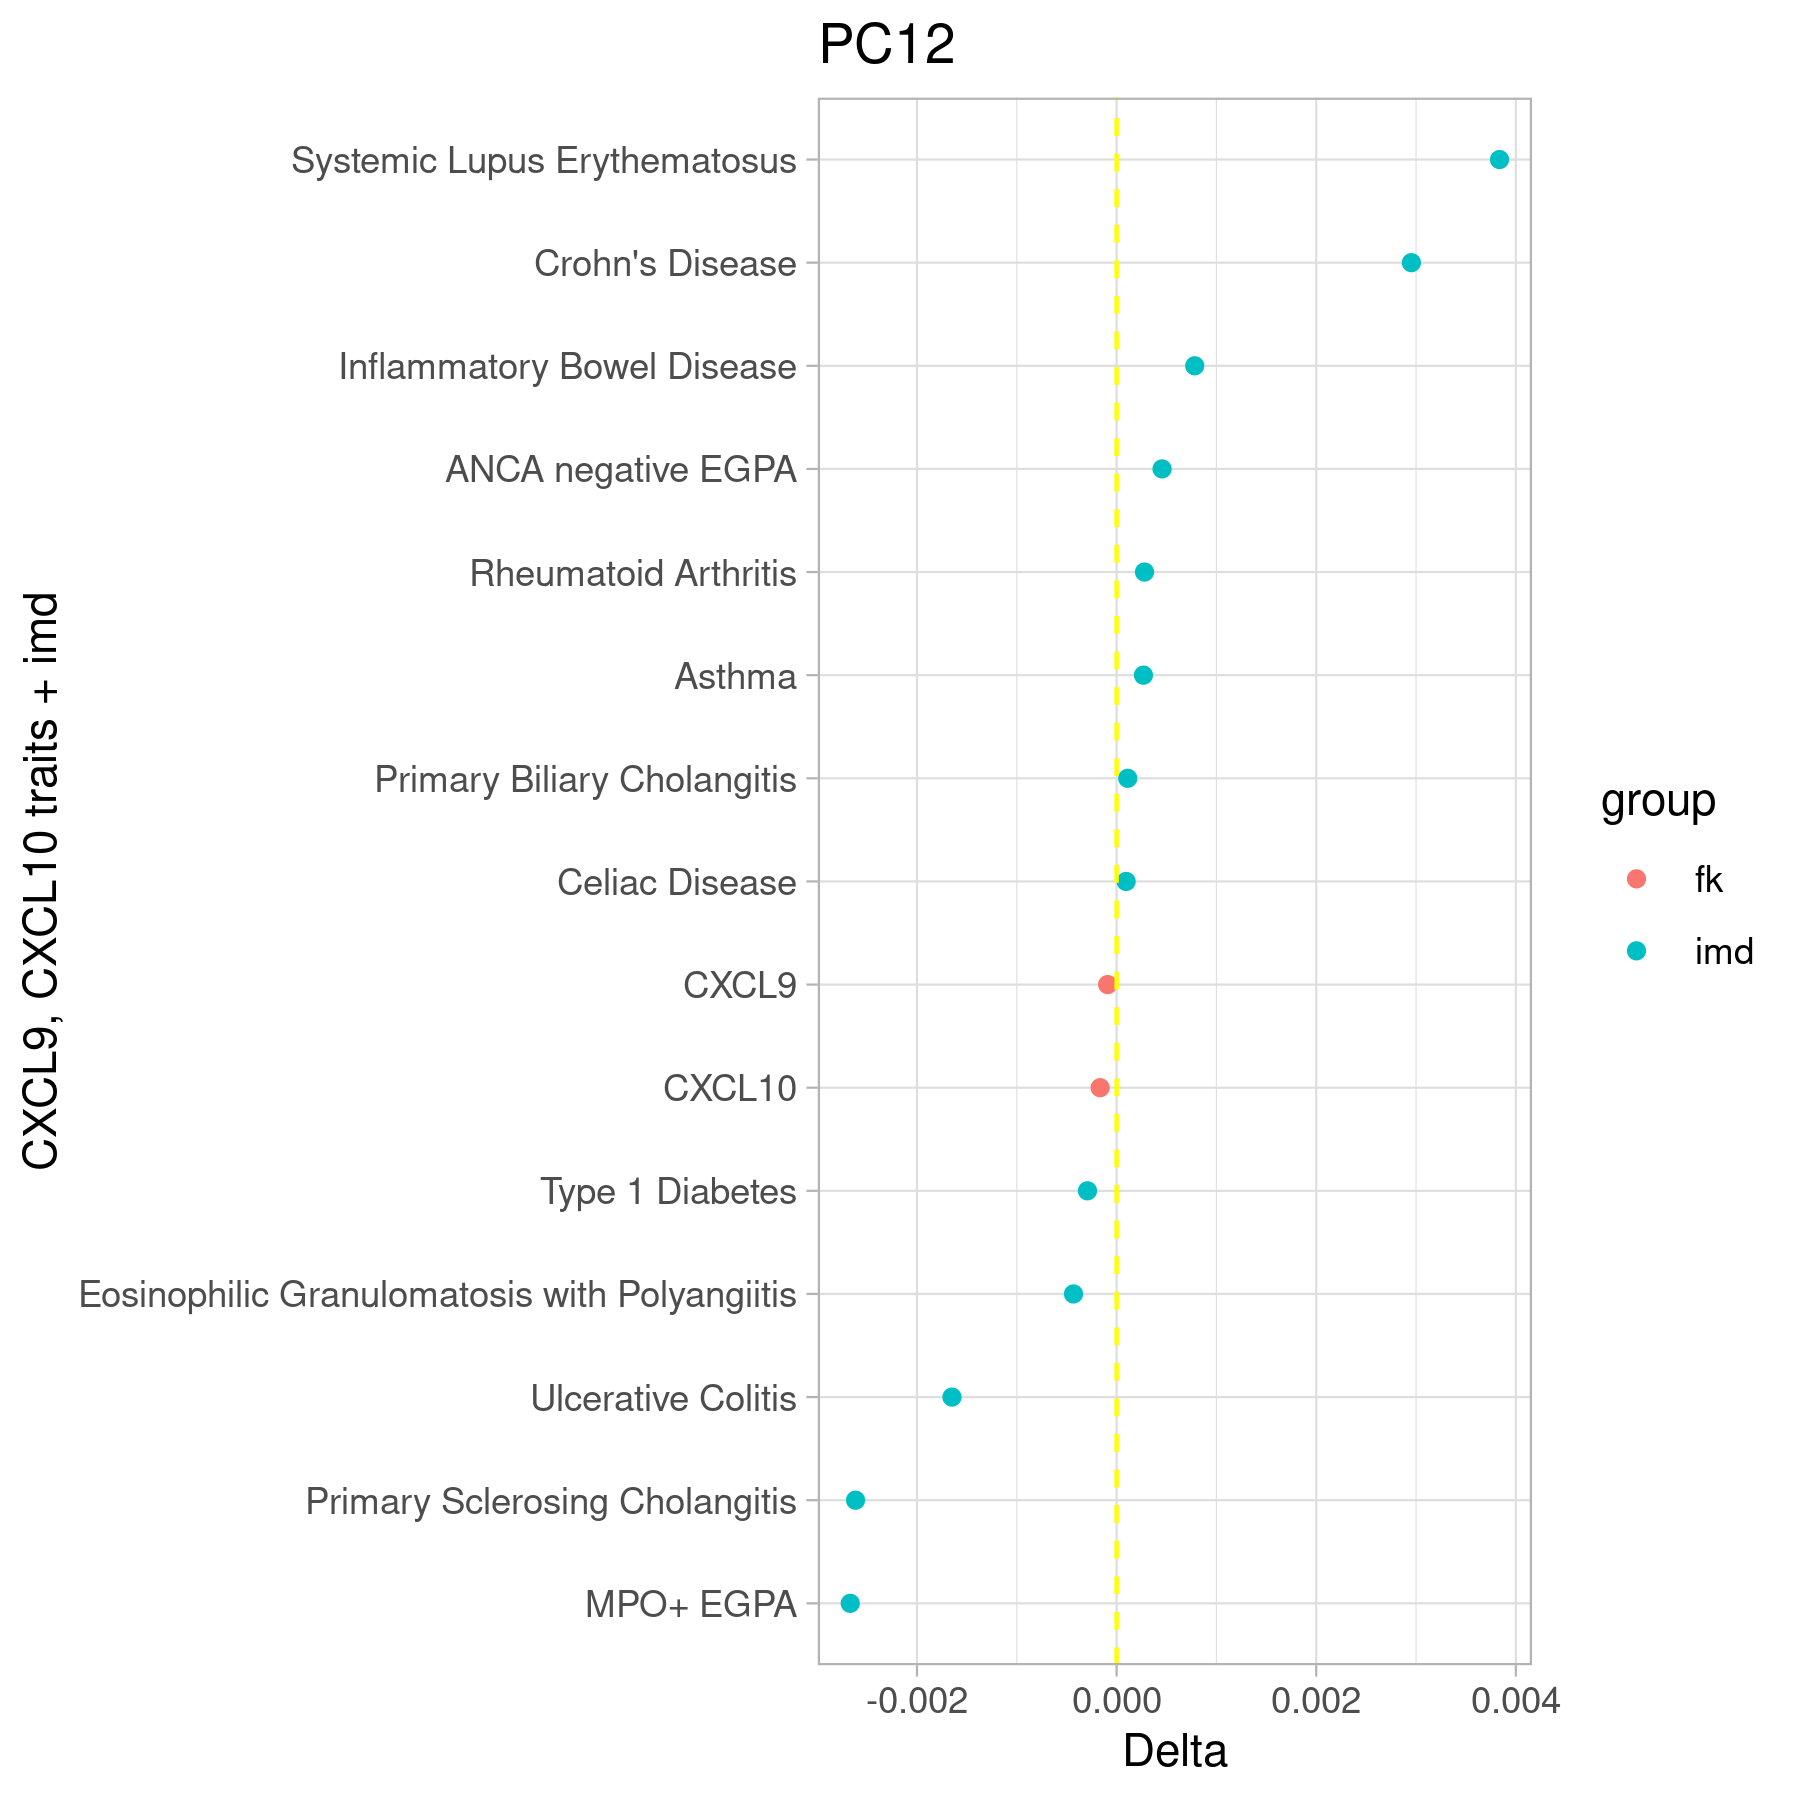 PC12
CXCL9, CXCL10 traits + imd
Systemic Lupus Erythematosus
Crohn's Disease
Inflammatory Bowel Disease
ANCA negative EGPA
Rheumatoid Arthritis
Asthma
Primary Biliary Cholangitis
Celiac Disease
CXCL9
CXCL10
Type 1 Diabetes
Eosinophilic Granulomatosis with Polyangiitis
Ulcerative Colitis
Primary Sclerosing Cholangitis
MPO+ EGPA
-0.002 0.000 0.002 0.004
Delta
group
fk
imd